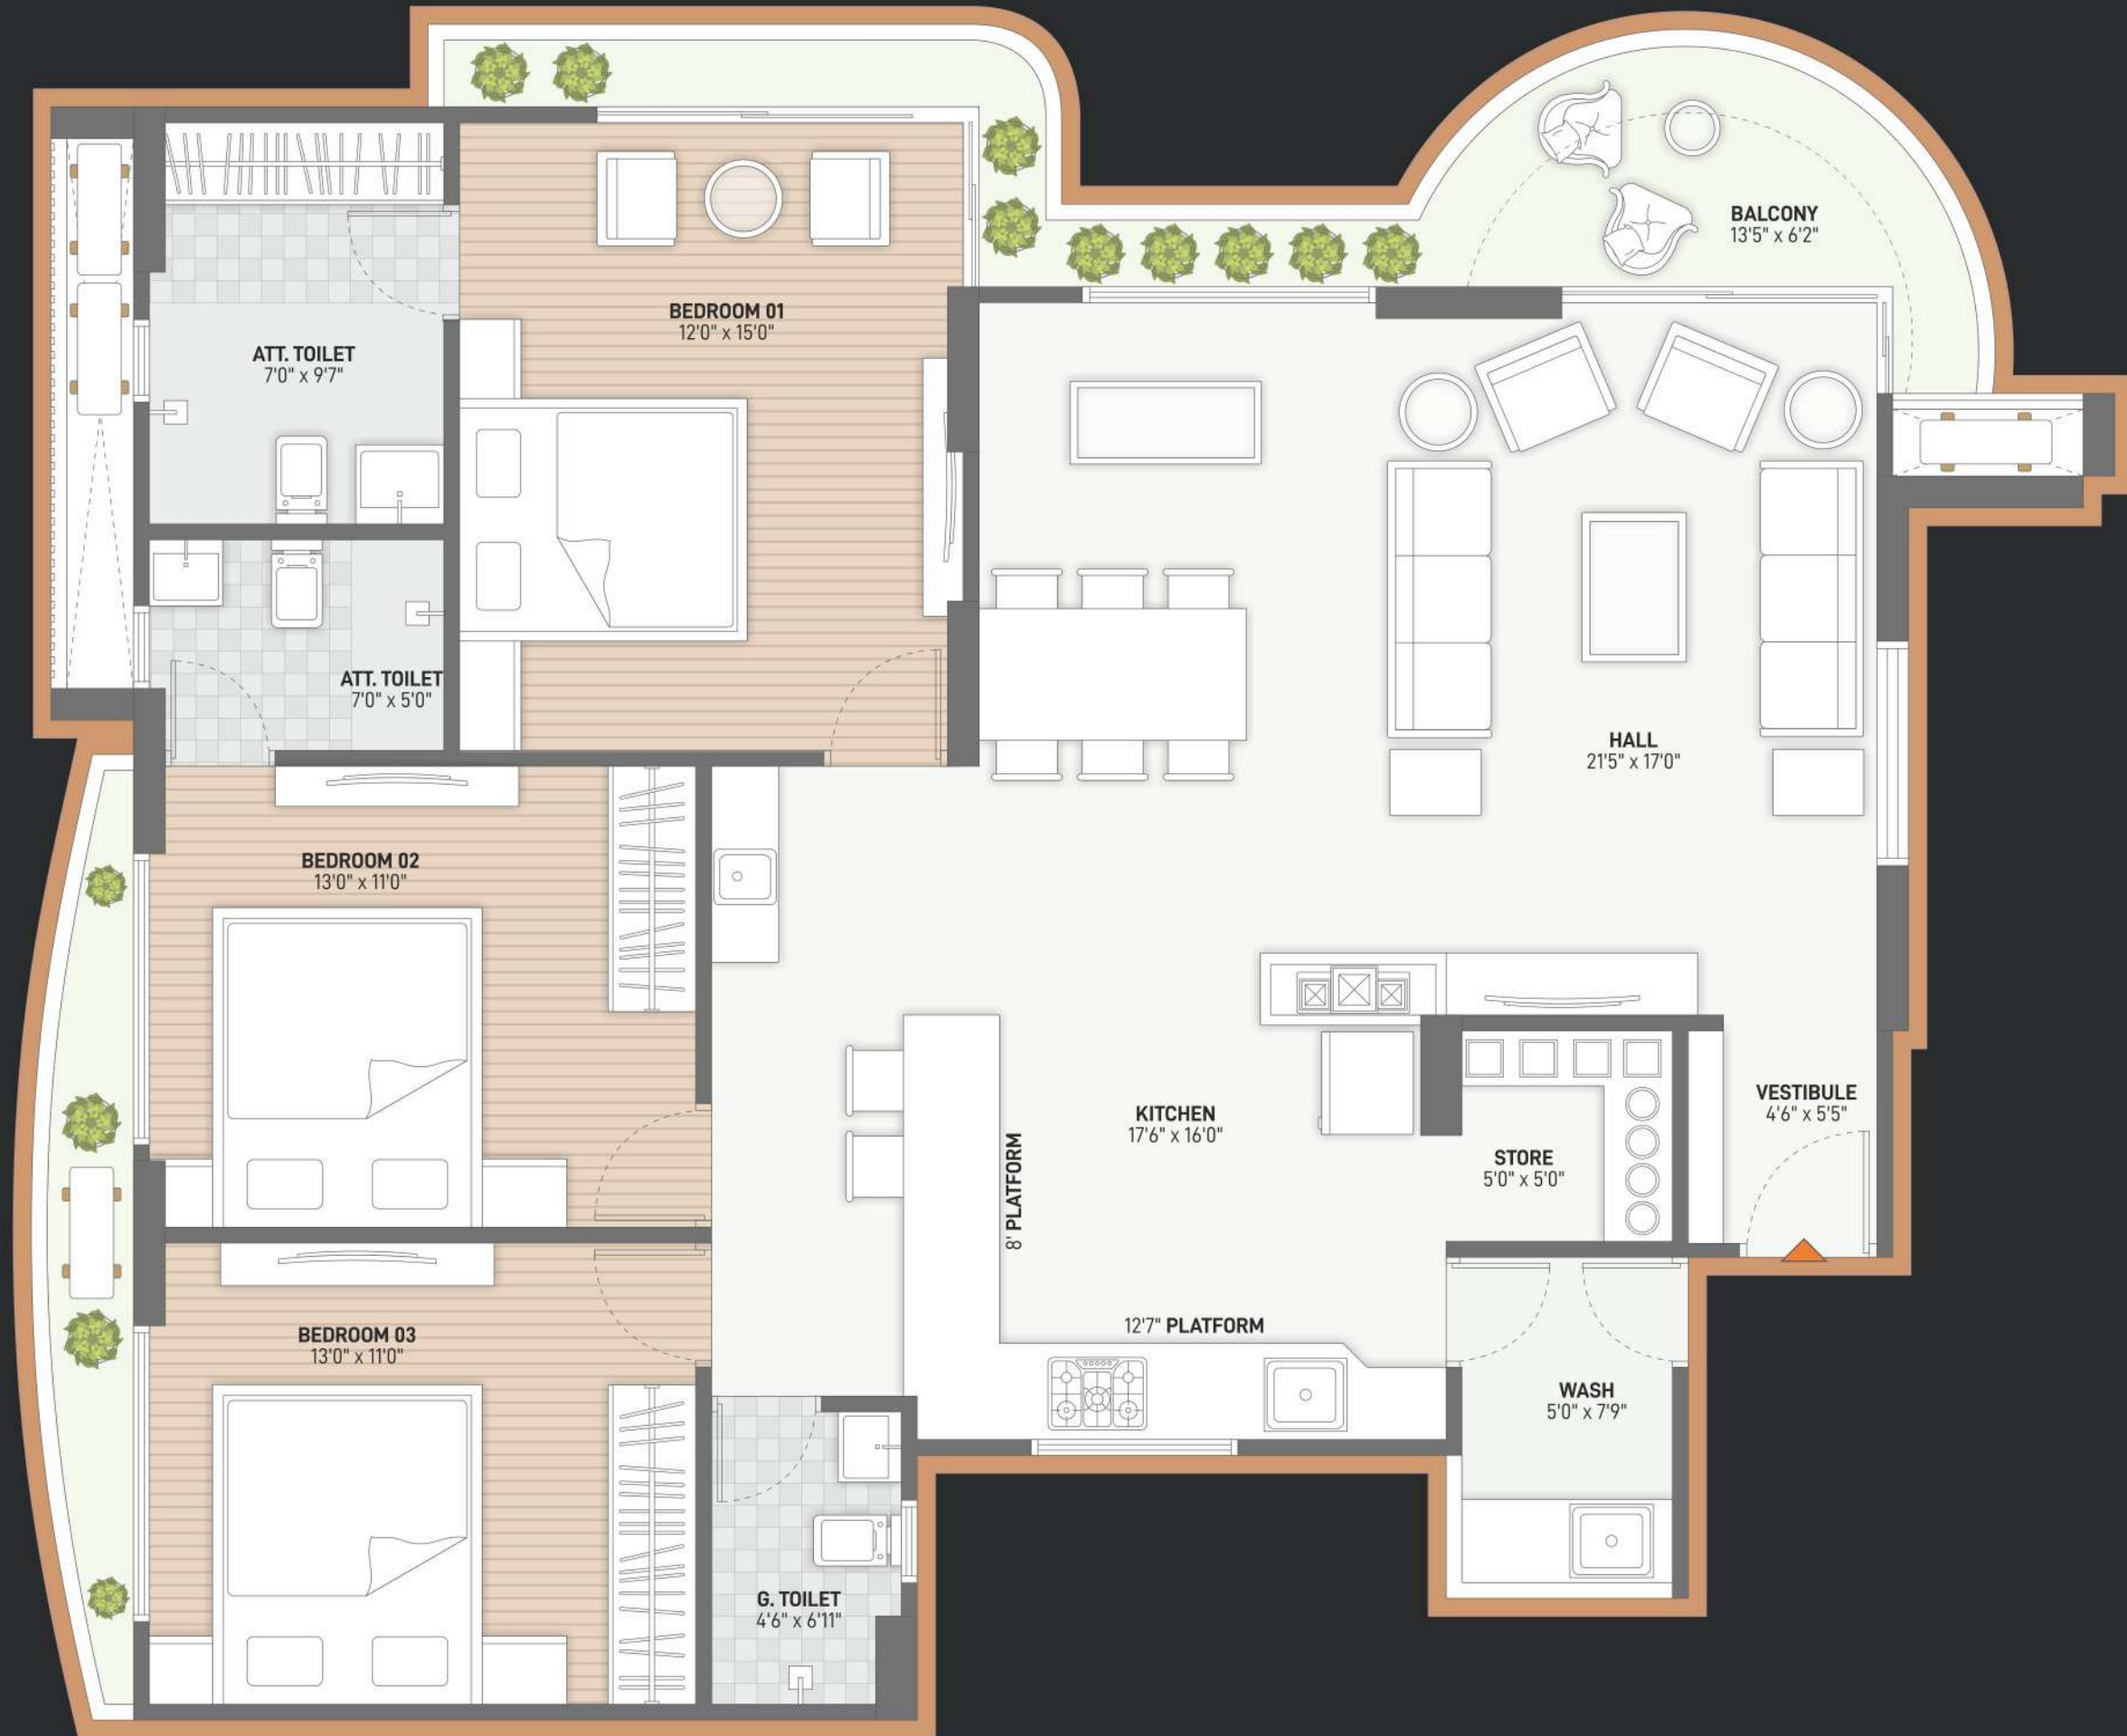 BALCONY
13'5" x 6'2"
BEDROOM 01
12'0" x 15'0"
ATT. TOILET
7'0" x 9'7"
ATT. TOILET
7'0" x 5'0"
HALL
21'5" x 17'0"
BEDROOM 02
13'0" x 11'0"
KITCHEN
17'6" x 16'0"
VESTIBULE
4'6" x 5'5"
STORE
5'0" x 5'0"
8' PLATFORM
12'7" PLATFORM
BEDROOM 03
13'0" x 11'0"
WASH
5'0" x 7'9"
G. TOILET
4'6" x 6'11"